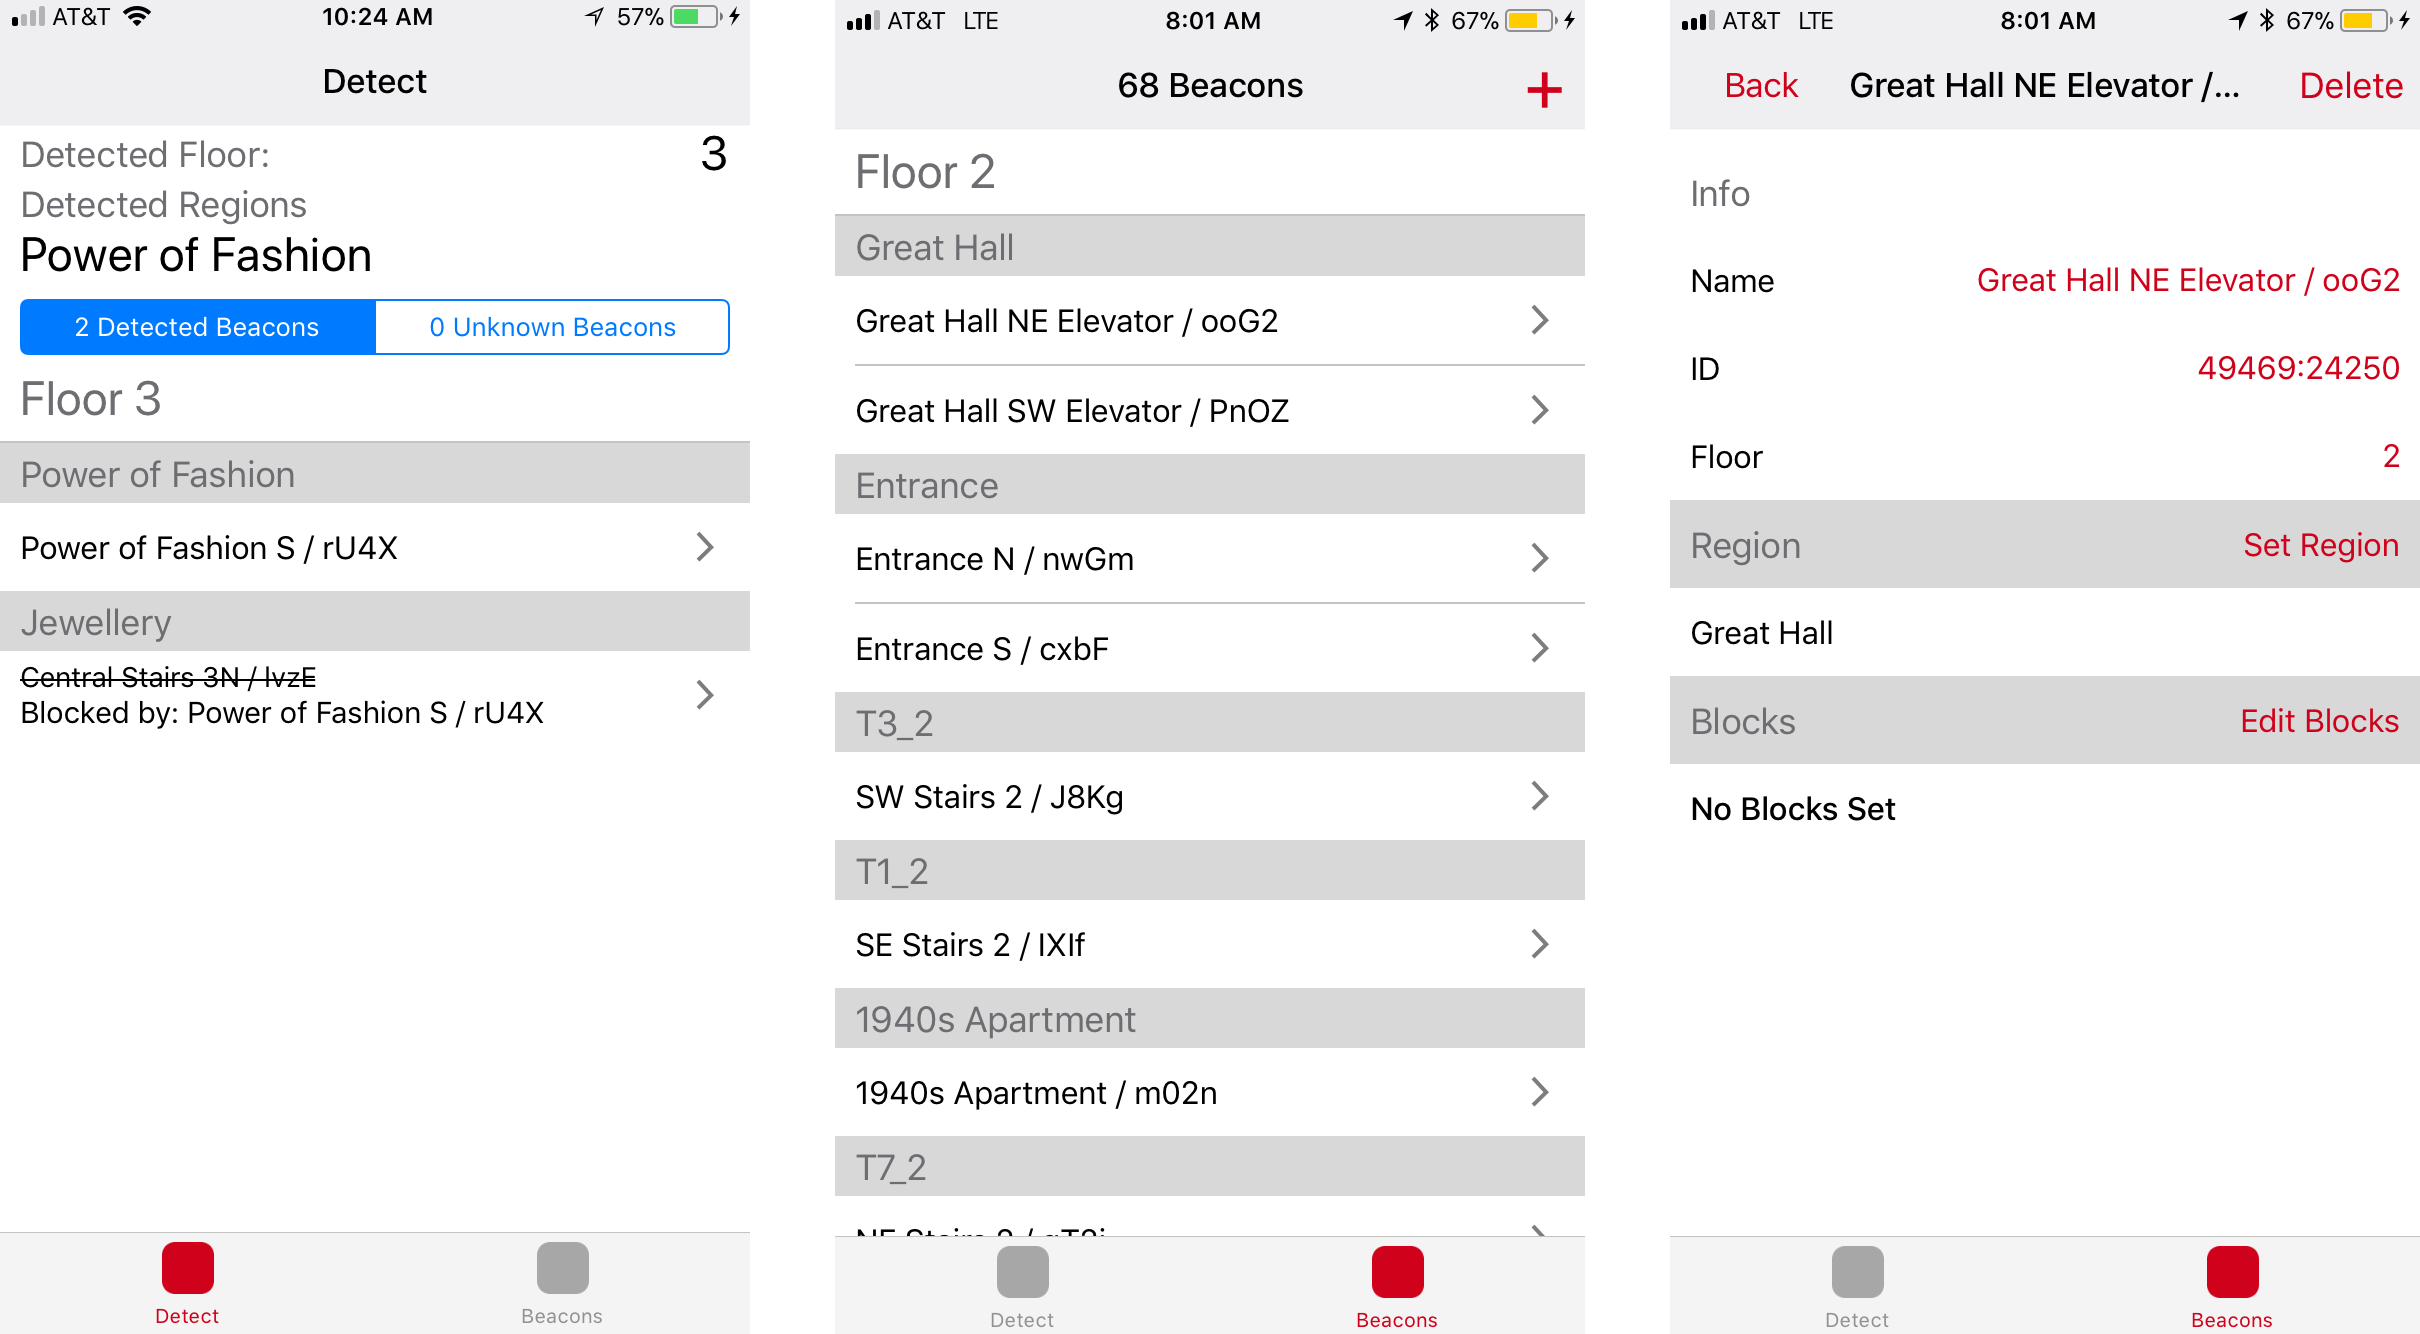 AT&T 10:24 AM 57%
Detect
Detected Floor: 3
Detected Regions
Power of Fashion
2 Detected Beacons 0 Unknown Beacons
Floor 3
Power of Fashion
Power of Fashion S / rU4X
Jewellery
Central Stairs 3N / lvzE
Blocked by: Power of Fashion S / rU4X
Detect Beacons
AT&T LTE 8:01 AM 67%
68 Beacons +
Floor 2
Great Hall
Great Hall NE Elevator / ooG2
Great Hall SW Elevator / PnOZ
Entrance
Entrance N / nwGm
Entrance S / cxbF
T3_2
SW Stairs 2 / J8Kg
T1_2
SE Stairs 2 / IXIf
1940s Apartment
1940s Apartment / m02n
T7_2
NE Stairs 2 /
Detect Beacons
AT&T LTE 8:01 AM 67%
Back Great Hall NE Elevator /... Delete
Info
Name Great Hall NE Elevator / ooG2
ID 49469:24250
Floor 2
Region Set Region
Great Hall
Blocks Edit Blocks
No Blocks Set
Detect Beacons